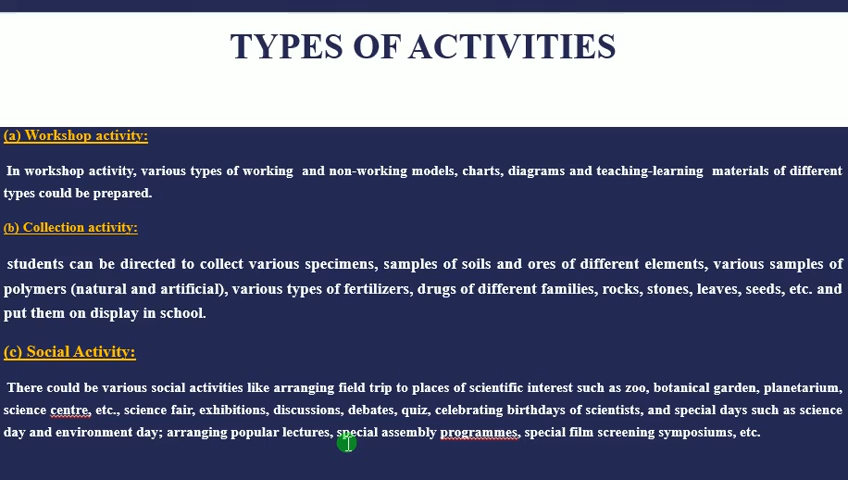 TYPES OF ACTIVITIES
(a) Workshop activity:
In workshop activity, various types of working and non-working models, charts, diagrams and teaching-learning materials of different
types could be prepared.
(b) Collection activity:
students can be directed to collect various specimens, samples of soils and ores of different elements, various samples of
polymers (natural and artificial), various types of fertilizers, drugs of different families, rocks, stones, leaves, seeds, etc. and
put them on display in school.
(c) Social Activity:
There could be various social activities like arranging field trip to places of scientific interest such as zoo, botanical garden, planetarium,
science centre, etc., science fair, exhibitions, discussions, debates, quiz, celebrating birthdays of scientists, and special days such as science
day and environment day; arranging popular lectures, special assembly programmes, special film screening symposiums, etc.